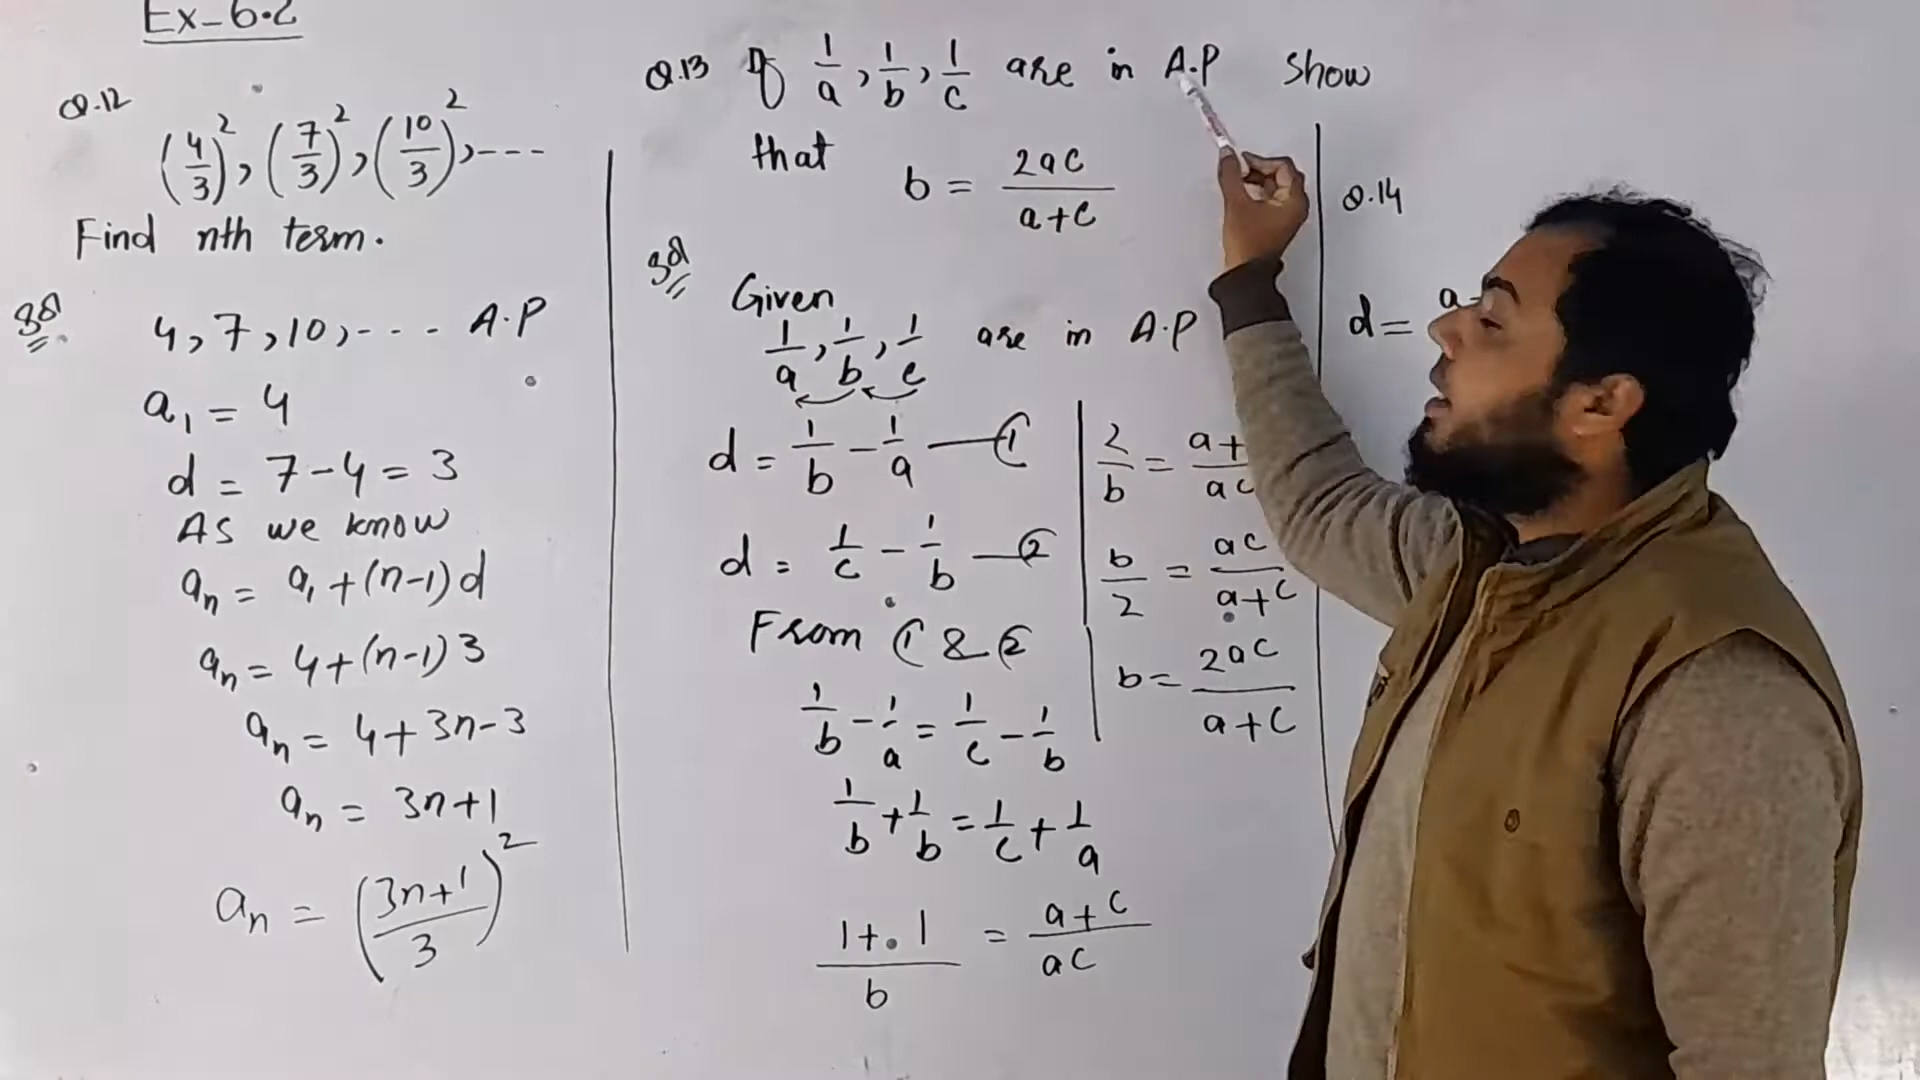 Ex-6.2
Q.12
(4/3)², (7/3)², (10/3)², ----
Find nth term.
Sol
4, 7, 10, ---- A.P
a₁ = 4
d = 7-4 = 3
As we know
aₙ = a₁ + (n-1)d
aₙ = 4+(n-1)3
aₙ = 4+3n-3
aₙ = 3n+1
aₙ = ((3n+1)/3)²
Q.13 If 1/a, 1/b, 1/c are in A.P show
that b = 2ac/(a+c)
Sol
Given
1/a, 1/b, 1/c are in A.P
d = 1/b - 1/a — ①
d = 1/c - 1/b — ②
From ① & ②
1/b - 1/a = 1/c - 1/b
1/b + 1/b = 1/c + 1/a
(1+1)/b = (a+c)/ac
2/b = a+/ac
b/2 = ac/(a+c)
b = 2ac/(a+c)
Q.14
d = a-